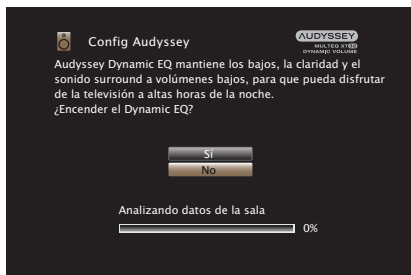 Config Audyssey
AUDYSSEY
MULTEQ XT32
DYNAMIC VOLUME
Audyssey Dynamic EQ mantiene los bajos, la claridad y el
sonido surround a volúmenes bajos, para que pueda disfrutar
de la televisión a altas horas de la noche.
¿Encender el Dynamic EQ?
Sí
No
Analizando datos de la sala
0%